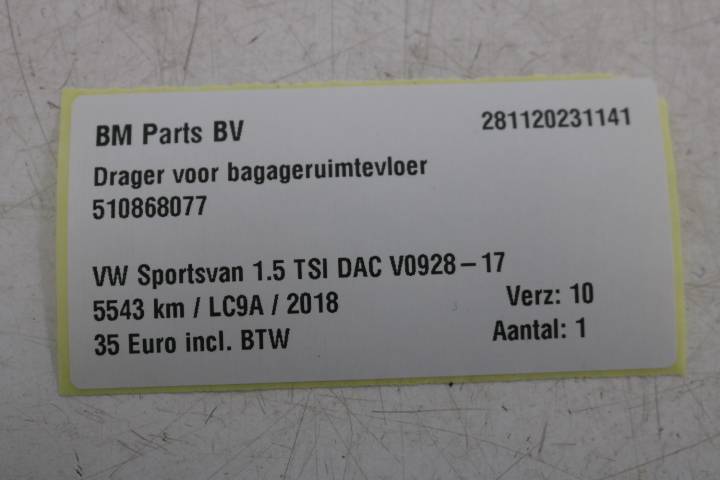 BM Parts BV 281120231141
Drager voor bagageruimtevloer
510868077
VW Sportsvan 1.5 TSI DAC V0928-17
5543 km / LC9A / 2018 Verz: 10
35 Euro incl. BTW Aantal: 1